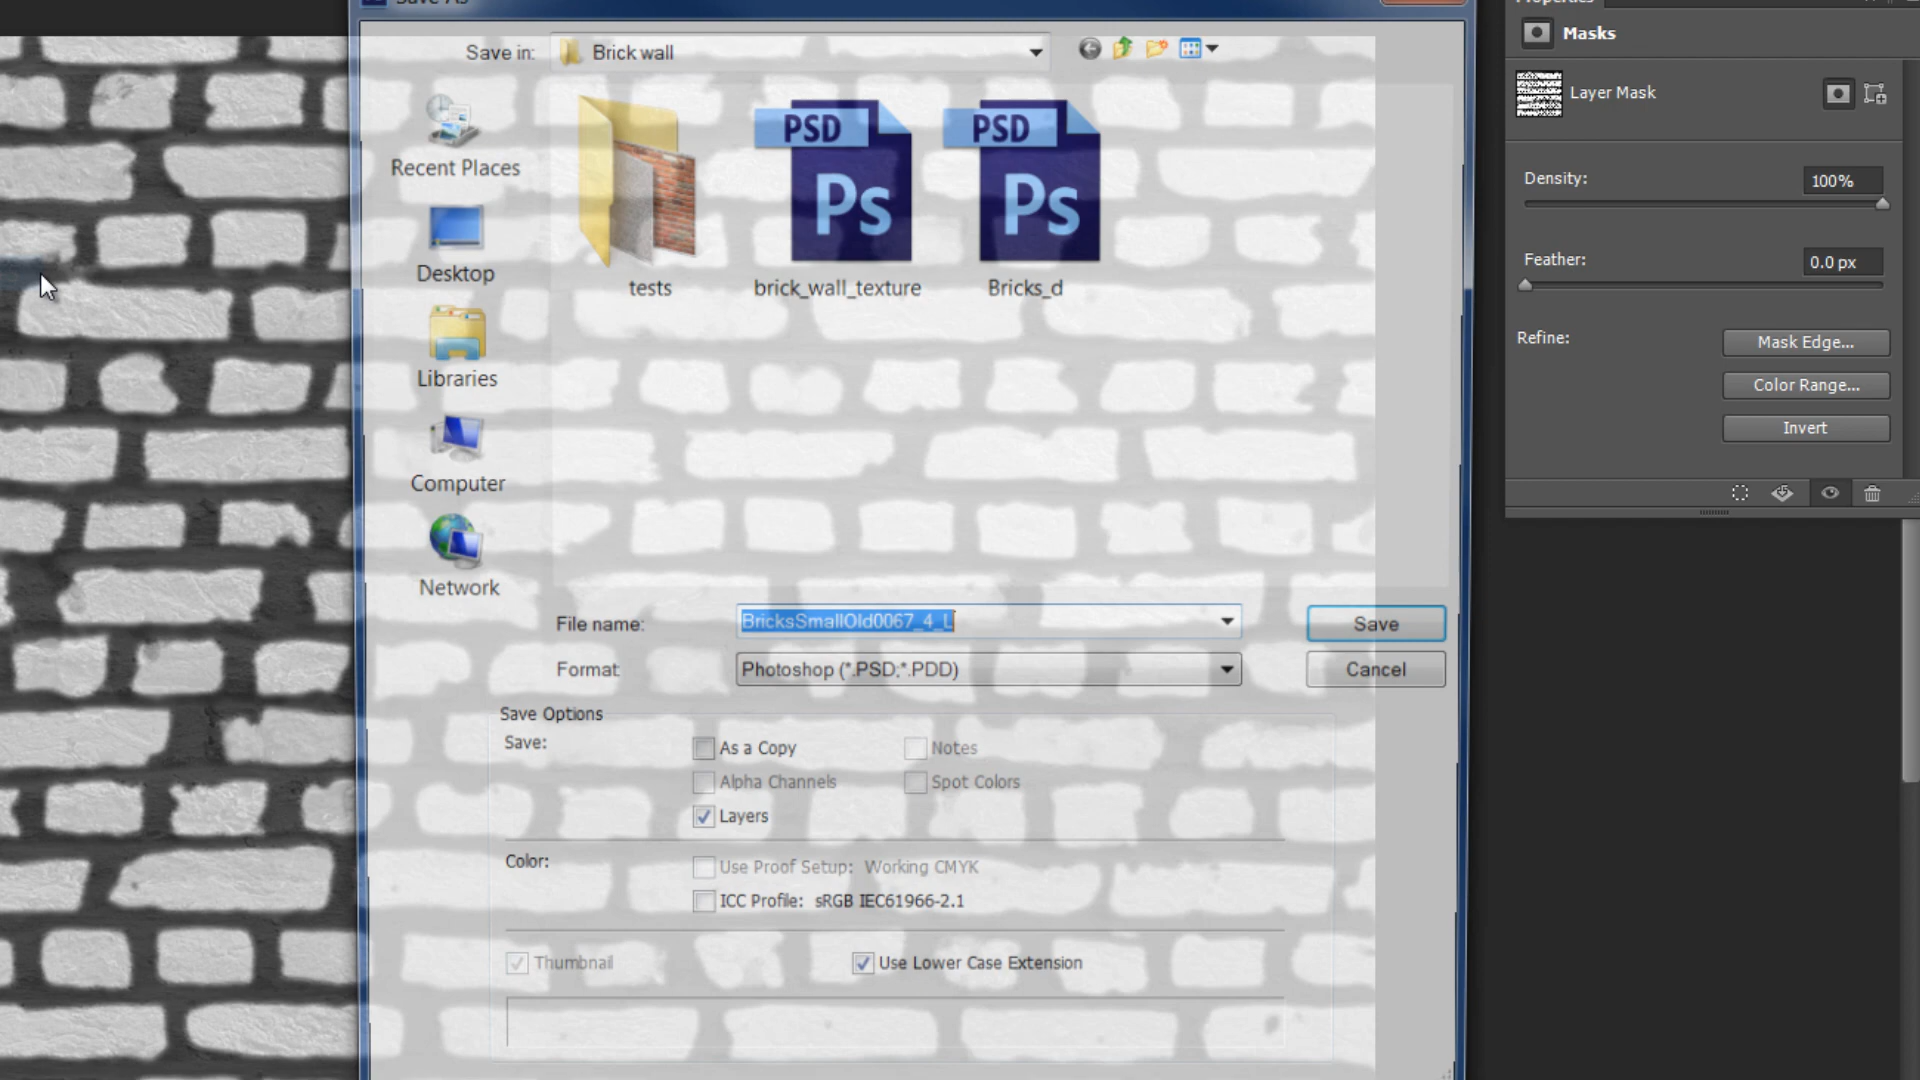 Save As
Save in: Brick wall
Recent Places
Desktop
Libraries
Computer
Network
PSD
Ps
PSD
Ps
tests
brick_wall_texture
Bricks_d
File name: BricksSmallOld0067_4_L
Save
Format: Photoshop (*.PSD;*.PDD)
Cancel
Save Options
Save:
As a Copy
Notes
Alpha Channels
Spot Colors
Layers
Color:
Use Proof Setup: Working CMYK
ICC Profile: sRGB IEC61966-2.1
Thumbnail
Use Lower Case Extension
Properties
Masks
Layer Mask
Density: 100%
Feather: 0.0 px
Refine:
Mask Edge...
Color Range...
Invert